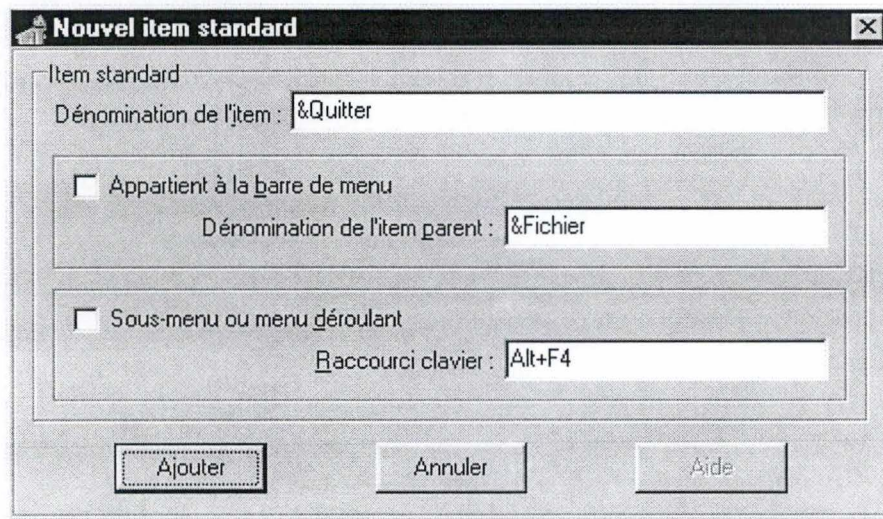 Nouvel item standard
Item standard
Dénomination de l'item : &Quitter
Appartient à la barre de menu
Dénomination de l'item parent : &Fichier
Sous-menu ou menu déroulant
Raccourci clavier : Alt+F4
Ajouter Annuler Aide